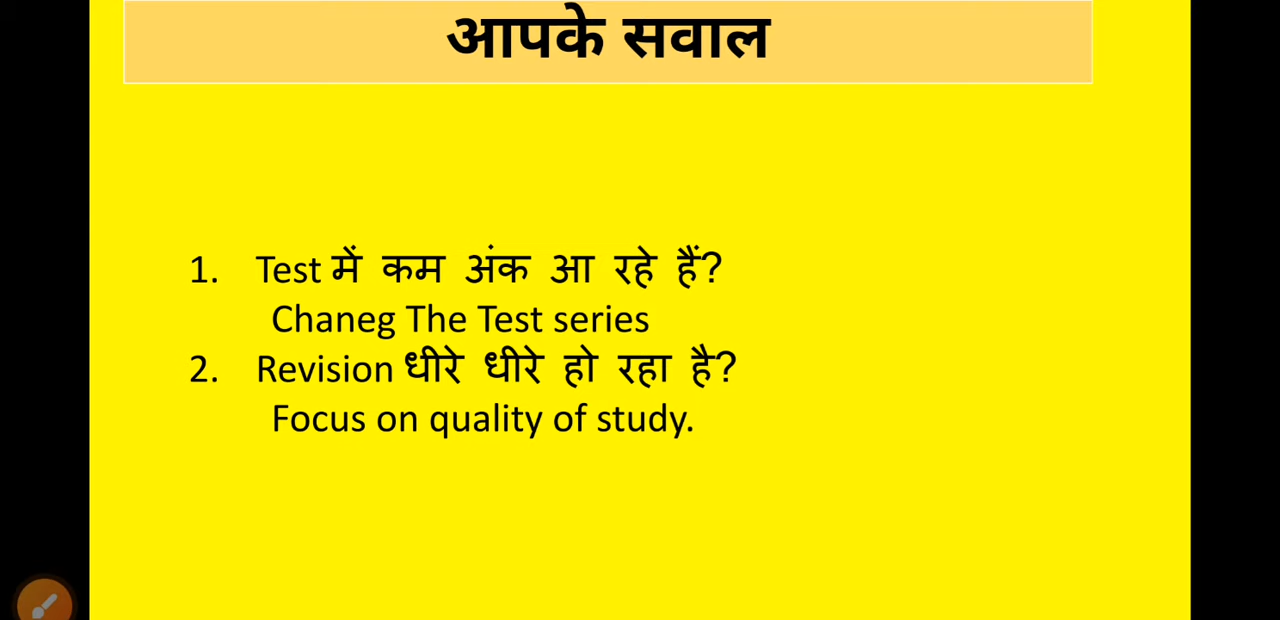 आपके सवाल
1. Test में कम अंक आ रहे हैं?
Chaneg The Test series
2. Revision धीरे धीरे हो रहा है?
Focus on quality of study.